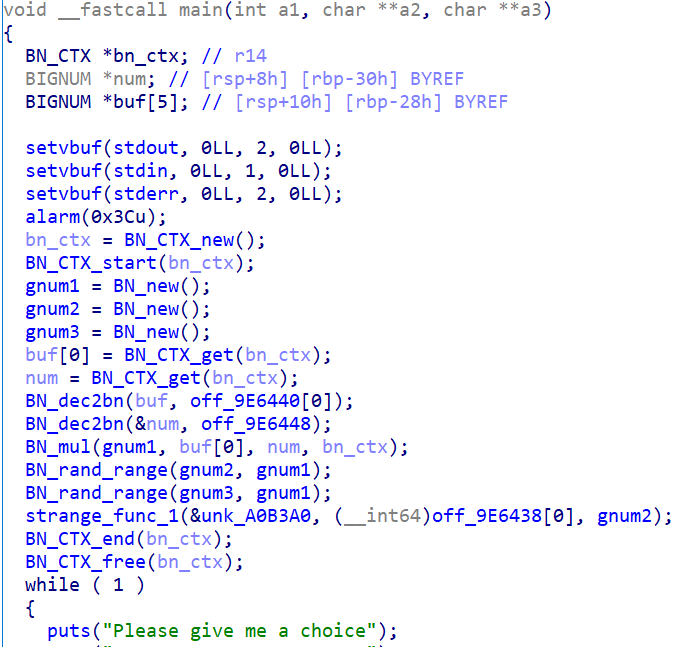 void __fastcall main(int a1, char **a2, char **a3)
{
  BN_CTX *bn_ctx; // r14
  BIGNUM *num; // [rsp+8h] [rbp-30h] BYREF
  BIGNUM *buf[5]; // [rsp+10h] [rbp-28h] BYREF

  setvbuf(stdout, 0LL, 2, 0LL);
  setvbuf(stdin, 0LL, 1, 0LL);
  setvbuf(stderr, 0LL, 2, 0LL);
  alarm(0x3Cu);
  bn_ctx = BN_CTX_new();
  BN_CTX_start(bn_ctx);
  gnum1 = BN_new();
  gnum2 = BN_new();
  gnum3 = BN_new();
  buf[0] = BN_CTX_get(bn_ctx);
  num = BN_CTX_get(bn_ctx);
  BN_dec2bn(buf, off_9E6440[0]);
  BN_dec2bn(&num, off_9E6448);
  BN_mul(gnum1, buf[0], num, bn_ctx);
  BN_rand_range(gnum2, gnum1);
  BN_rand_range(gnum3, gnum1);
  strange_func_1(&unk_A0B3A0, (__int64)off_9E6438[0], gnum2);
  BN_CTX_end(bn_ctx);
  BN_CTX_free(bn_ctx);
  while ( 1 )
  {
    puts("Please give me a choice");